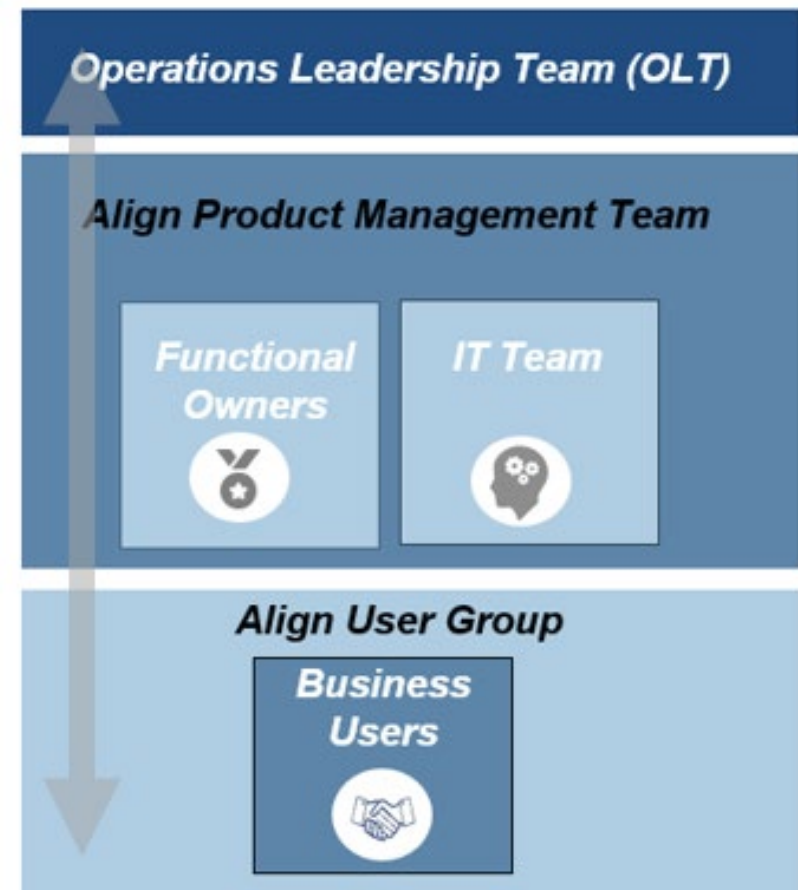 Operations Leadership Team (OLT)
Align Product Management Team
Functional
Owners
IT Team
Align User Group
Business
Users